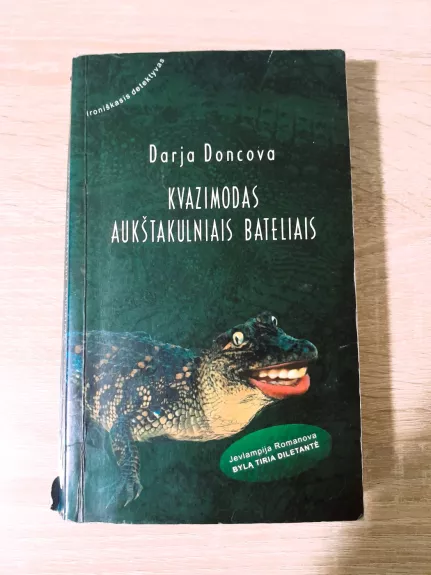 Ironiškasis detektyvas
Darja Doncova
KVAZIMODAS
AUKŠTAKULNIAIS BATELIAIS
Jevlampija Romanova
BYLĄ TIRIA DILETANTĖ